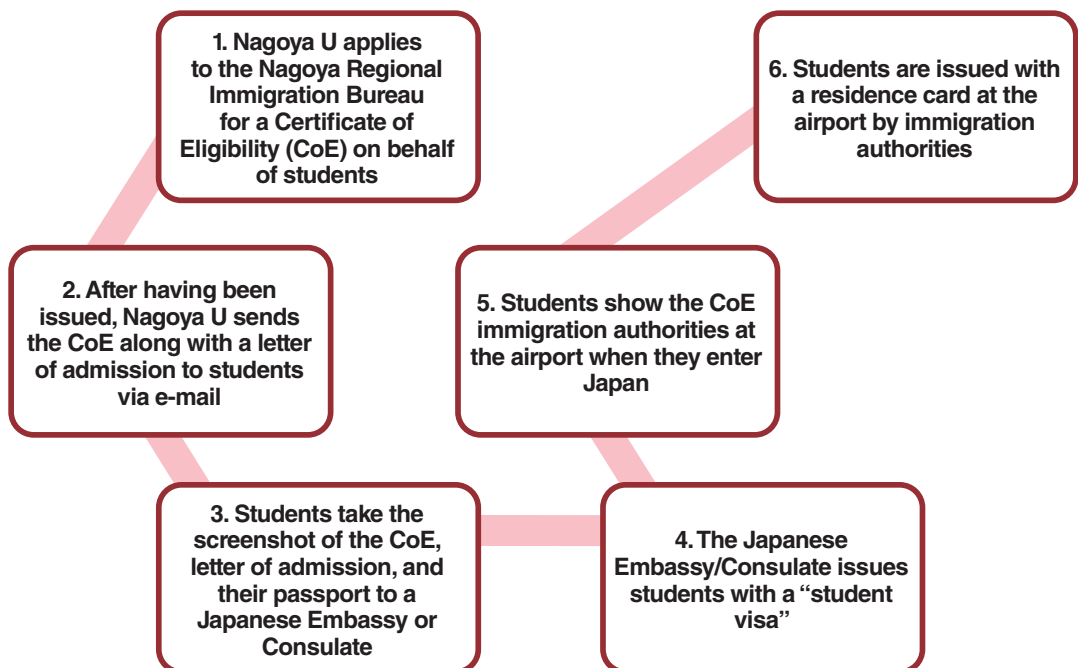 1. Nagoya U applies
to the Nagoya Regional
Immigration Bureau
for a Certificate of
Eligibility (CoE) on behalf
of students
2. After having been
issued, Nagoya U sends
the CoE along with a letter
of admission to students
via e-mail
3. Students take the
screenshot of the CoE,
letter of admission, and
their passport to a
Japanese Embassy or
Consulate
4. The Japanese
Embassy/Consulate issues
students with a “student
visa”
5. Students show the CoE
immigration authorities at
the airport when they enter
Japan
6. Students are issued with
a residence card at the
airport by immigration
authorities